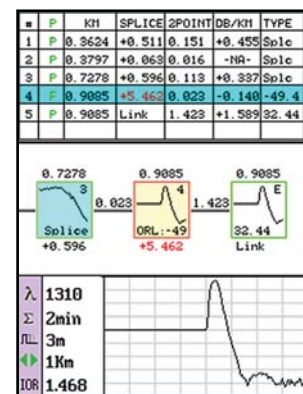 # P KM SPLICE 2POINT DB/KM TYPE
1 P 0.3624 +0.511 0.151 +0.455 Splc
2 P 0.3797 +0.063 0.016 -NA- Splc
3 P 0.7278 +0.596 0.113 +0.337 Splc
4 F 0.9085 +5.462 0.023 -0.140 -49.4
5 P 0.9085 Link 1.423 +1.589 32.44
0.7278 0.9085 0.9085
3 4 E
0.023 1.423
Splice ORL:-49 32.44
+0.596 +5.462 Link
λ 1310
Σ 2min
3m
1Km
IOR 1.468